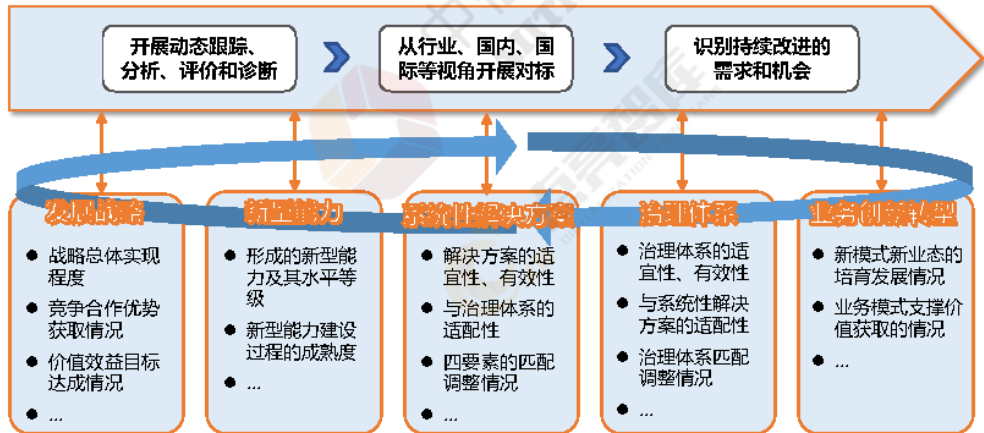 开展动态跟踪、
分析、评价和诊断
从行业、国内、国
际等视角开展对标
识别持续改进的
需求和机会
发展战略
● 战略总体实现
程度
● 竞争合作优势
获取情况
● 价值效益目标
达成情况
● ...
新型能力
● 形成的新型能
力及其水平等
级
● 新型能力建设
过程的成熟度
● ...
系统性解决方案
● 解决方案的适
宜性、有效性
● 与治理体系的
适配性
● 四要素的匹配
调整情况
● ...
治理体系
● 治理体系的适
宜性、有效性
● 与系统性解决
方案的适配性
● 治理体系匹配
调整情况
● ...
业务创新转型
● 新模式新业态的
培育发展情况
● 业务模式支撑价
值获取的情况
● ...